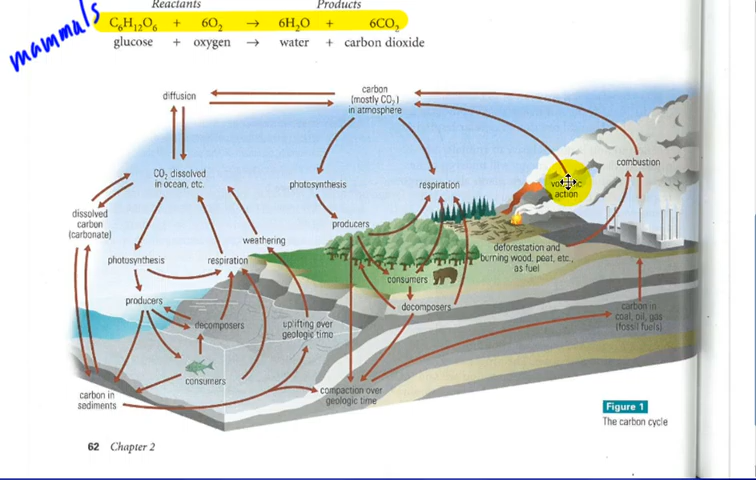 mammals
Reactants Products
C6H12O6 + 6O2 → 6H2O + 6CO2
glucose + oxygen → water + carbon dioxide
diffusion
carbon
(mostly CO2)
in atmosphere
CO2 dissolved
in ocean, etc.
photosynthesis
respiration
combustion
volcanic
action
dissolved
carbon
(carbonate)
producers
weathering
photosynthesis
respiration
deforestation and
burning wood, peat, etc.,
as fuel
consumers
producers
decomposers
uplifting over
geologic time
decomposers
carbon in
coal, oil, gas
(fossil fuels)
consumers
carbon in
sediments
compaction over
geologic time
Figure 1
The carbon cycle
62 Chapter 2